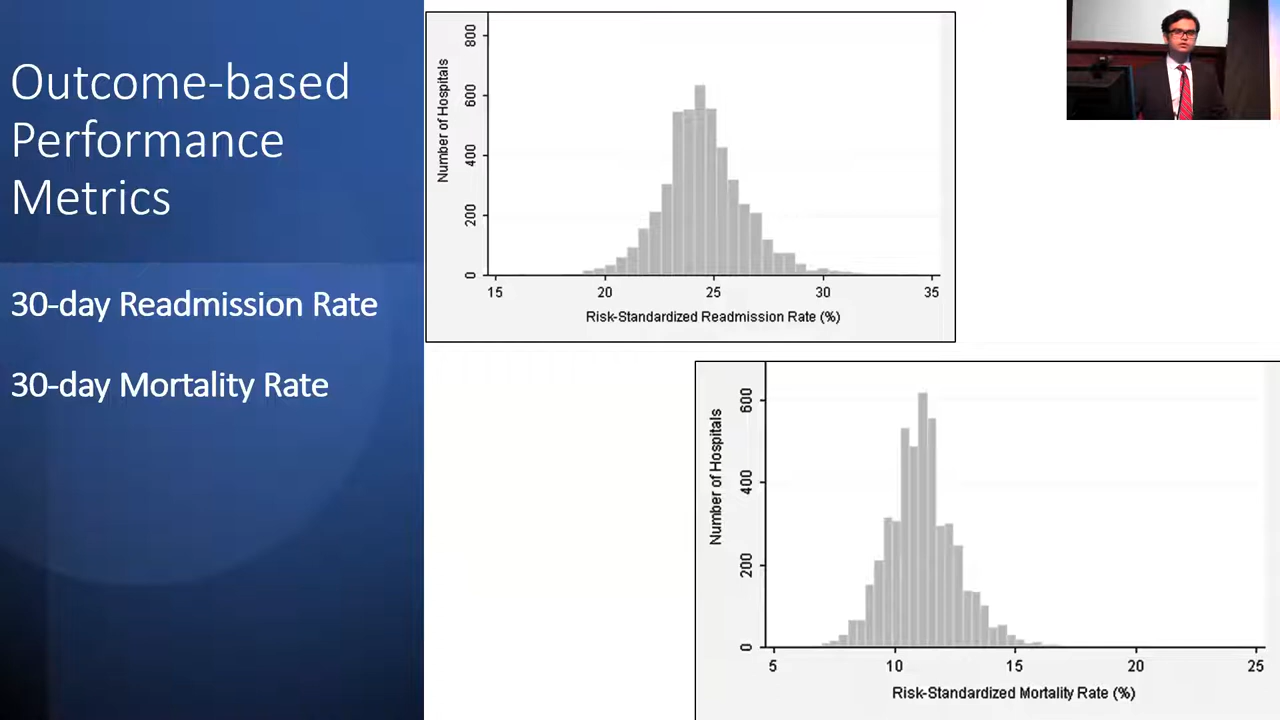 Outcome-based
Performance
Metrics
30-day Readmission Rate
30-day Mortality Rate
Number of Hospitals
800
600
400
200
0
15 20 25 30 35
Risk-Standardized Readmission Rate (%)
Number of Hospitals
600
400
200
0
5 10 15 20 25
Risk-Standardized Mortality Rate (%)